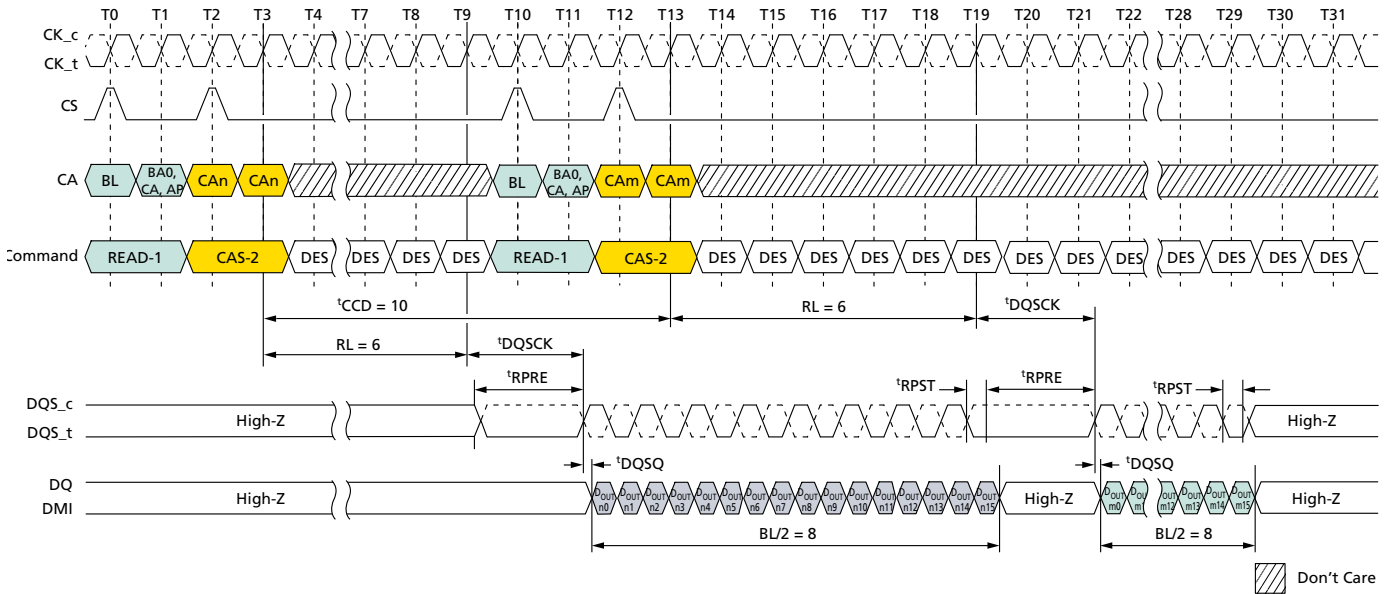 T0 T1 T2 T3 T4 T7 T8 T9 T10 T11 T12 T13 T14 T15 T16 T17 T18 T19 T20 T21 T22 T28 T29 T30 T31
CK_c
CK_t
CS
CA BL BA0, CA, AP CAn CAn BL BA0, CA, AP CAm CAm
Command READ-1 CAS-2 DES DES DES DES READ-1 CAS-2 DES DES DES DES DES DES DES DES DES DES DES DES DES
tCCD = 10 RL = 6 tDQSCK
RL = 6 tDQSCK
tRPRE tRPST tRPRE tRPST
DQS_c
DQS_t
High-Z High-Z
tDQSQ tDQSQ
DQ
DMI
High-Z DOUT n0 DOUT n1 DOUT n2 DOUT n3 DOUT n4 DOUT n5 DOUT n6 DOUT n7 DOUT n8 DOUT n9 DOUT n10 DOUT n11 DOUT n12 DOUT n13 DOUT n14 DOUT n15 High-Z DOUT m0 DOUT m12 DOUT m13 DOUT m14 DOUT m15 High-Z
BL/2 = 8 BL/2 = 8
Don't Care